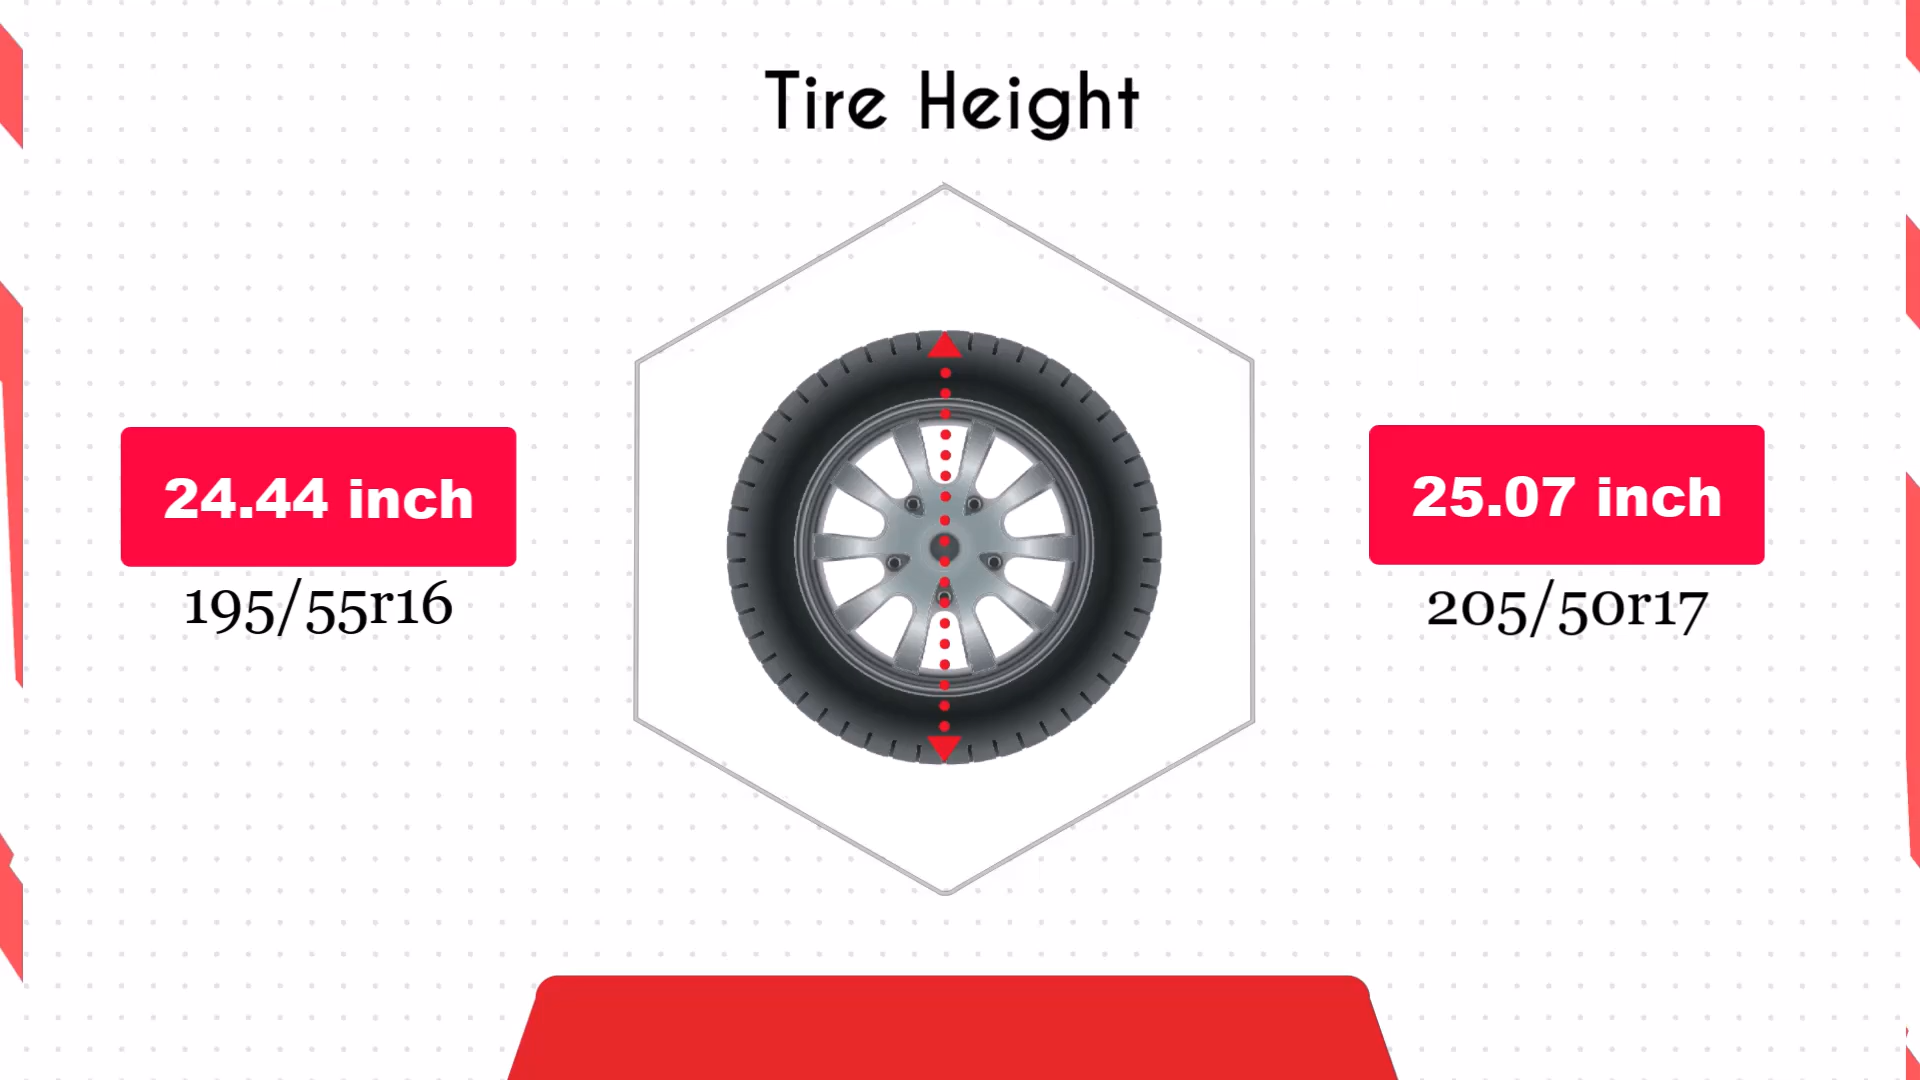 Tire Height
24.44 inch
195/55r16
25.07 inch
205/50r17